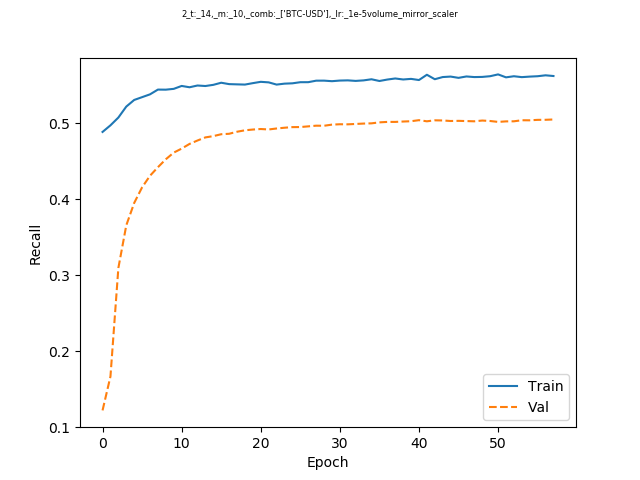 2_t:_14,_m:_10,_comb:_['BTC-USD'],_lr:_1e-5volume_mirror_scaler
0.5
0.4
0.3
0.2
0.1
Recall
0 10 20 30 40 50
Epoch
Train
Val